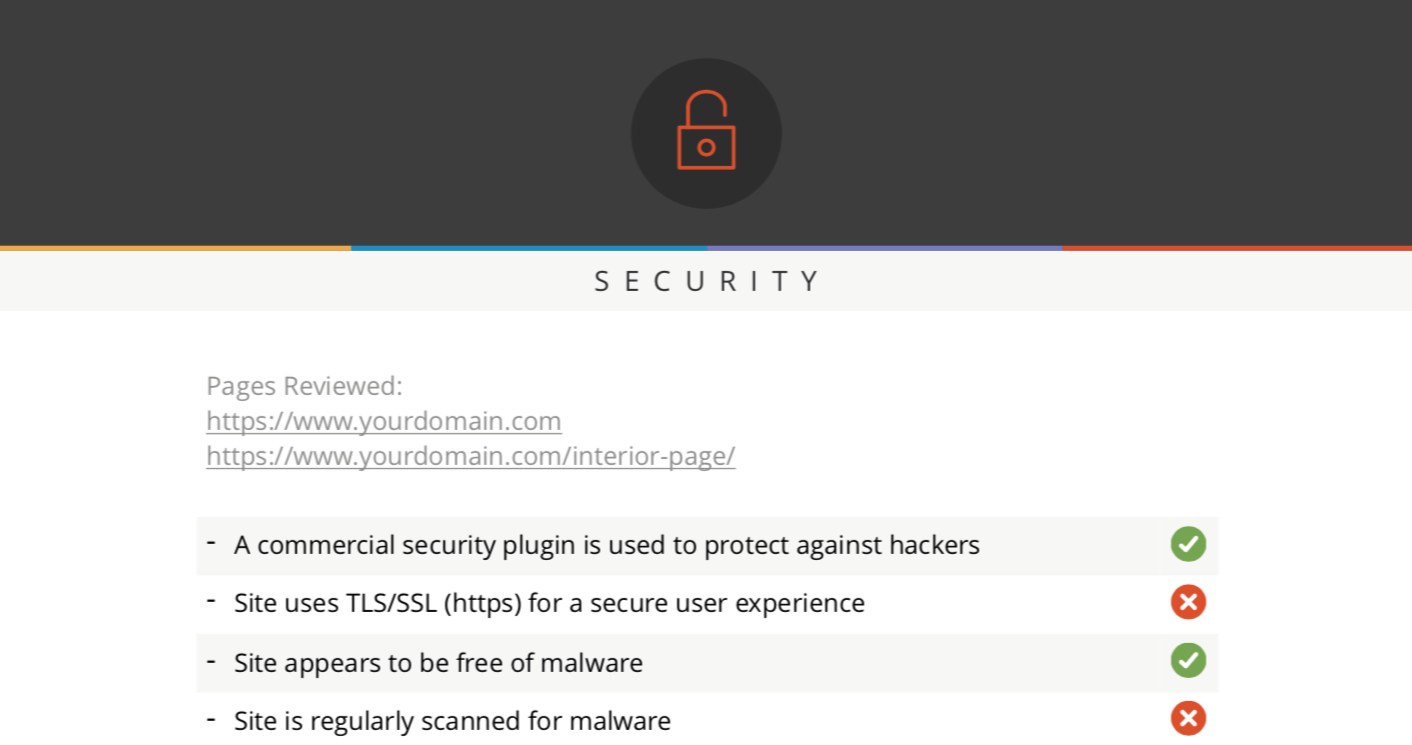 SECURITY
Pages Reviewed:
https://www.yourdomain.com
https://www.yourdomain.com/interior-page/
- A commercial security plugin is used to protect against hackers
- Site uses TLS/SSL (https) for a secure user experience
- Site appears to be free of malware
- Site is regularly scanned for malware